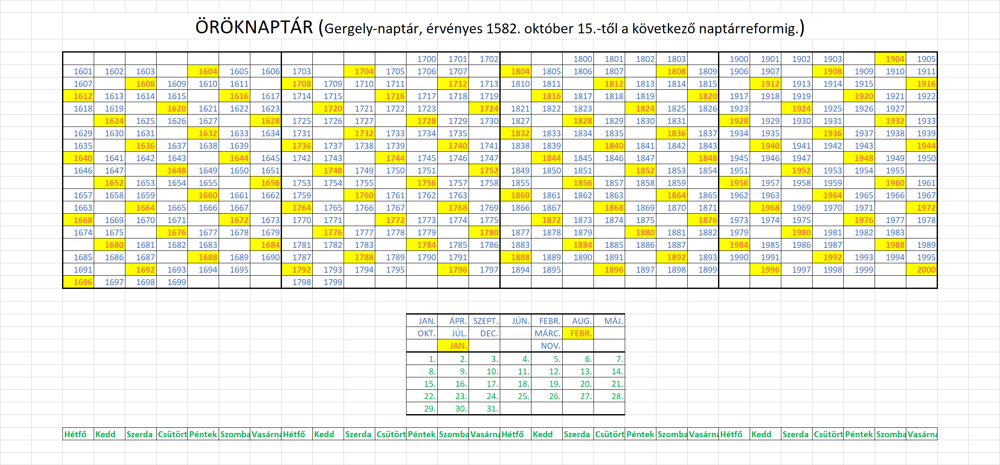 ÖRÖKNAPTÁR (Gergely-naptár, érvényes 1582. október 15.-től a következő naptárreformig.)
1700 1701 1702 1800 1801 1802 1803 1900 1901 1902 1903 1904 1905
1601 1602 1603 1604 1605 1606 1703 1704 1705 1706 1707 1804 1805 1806 1807 1808 1809 1906 1907 1908 1909 1910 1911
1607 1608 1609 1610 1611 1708 1709 1710 1711 1712 1713 1810 1811 1812 1813 1814 1815 1912 1913 1914 1915 1916
1612 1613 1614 1615 1616 1617 1714 1715 1716 1717 1718 1719 1816 1817 1818 1819 1820 1917 1918 1919 1920 1921 1922
1618 1619 1620 1621 1622 1623 1720 1721 1722 1723 1724 1821 1822 1823 1824 1825 1826 1923 1924 1925 1926 1927
1624 1625 1626 1627 1628 1725 1726 1727 1728 1729 1730 1827 1828 1829 1830 1831 1928 1929 1930 1931 1932 1933
1629 1630 1631 1632 1633 1634 1731 1732 1733 1734 1735 1832 1833 1834 1835 1836 1837 1934 1935 1936 1937 1938 1939
1635 1636 1637 1638 1639 1736 1737 1738 1739 1740 1741 1838 1839 1840 1841 1842 1843 1940 1941 1942 1943 1944
1640 1641 1642 1643 1644 1645 1742 1743 1744 1745 1746 1747 1844 1845 1846 1847 1848 1945 1946 1947 1948 1949 1950
1646 1647 1648 1649 1650 1651 1748 1749 1750 1751 1752 1849 1850 1851 1852 1853 1854 1951 1952 1953 1954 1955
1652 1653 1654 1655 1656 1753 1754 1755 1756 1757 1758 1855 1856 1857 1858 1859 1956 1957 1958 1959 1960 1961
1657 1658 1659 1660 1661 1662 1759 1760 1761 1762 1763 1860 1861 1862 1863 1864 1865 1962 1963 1964 1965 1966 1967
1663 1664 1665 1666 1667 1764 1765 1766 1767 1768 1769 1866 1867 1868 1869 1870 1871 1968 1969 1970 1971 1972
1668 1669 1670 1671 1672 1673 1770 1771 1772 1773 1774 1775 1872 1873 1874 1875 1876 1973 1974 1975 1976 1977 1978
1674 1675 1676 1677 1678 1679 1776 1777 1778 1779 1780 1877 1878 1879 1880 1881 1882 1979 1980 1981 1982 1983
1680 1681 1682 1683 1684 1781 1782 1783 1784 1785 1786 1883 1884 1885 1886 1887 1984 1985 1986 1987 1988 1989
1685 1686 1687 1688 1689 1690 1787 1788 1789 1790 1791 1888 1889 1890 1891 1892 1893 1990 1991 1992 1993 1994 1995
1691 1692 1693 1694 1695 1792 1793 1794 1795 1796 1797 1894 1895 1896 1897 1898 1899 1996 1997 1998 1999 2000
1696 1697 1698 1699 1798 1799
JAN. ÁPR. SZEPT. JÚN. FEBR. AUG. MÁJ.
OKT. JÚL. DEC. MÁRC. FEBR.
JAN. NOV.
1. 2. 3. 4. 5. 6. 7.
8. 9. 10. 11. 12. 13. 14.
15. 16. 17. 18. 19. 20. 21.
22. 23. 24. 25. 26. 27. 28.
29. 30. 31.
Hétfő Kedd Szerda Csütört Péntek Szomba Vasárna Hétfő Kedd Szerda Csütört Péntek Szomba Vasárna Hétfő Kedd Szerda Csütört Péntek Szomba Vasárna Hétfő Kedd Szerda Csütört Péntek Szomba Vasárna